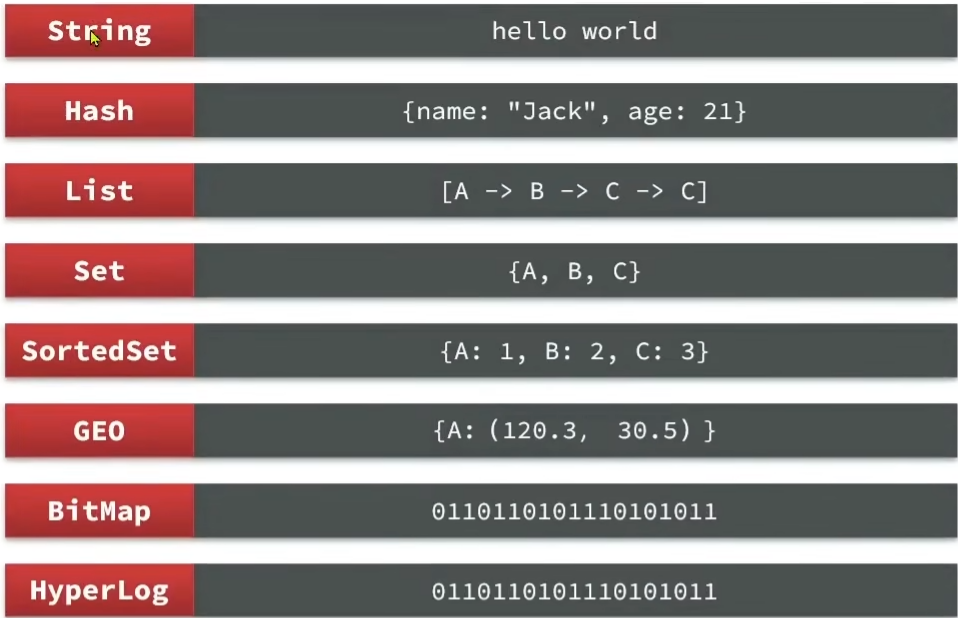 String hello world
Hash {name: "Jack", age: 21}
List [A -> B -> C -> C]
Set {A, B, C}
SortedSet {A: 1, B: 2, C: 3}
GEO {A: (120.3, 30.5) }
BitMap 0110110101110101011
HyperLog 0110110101110101011